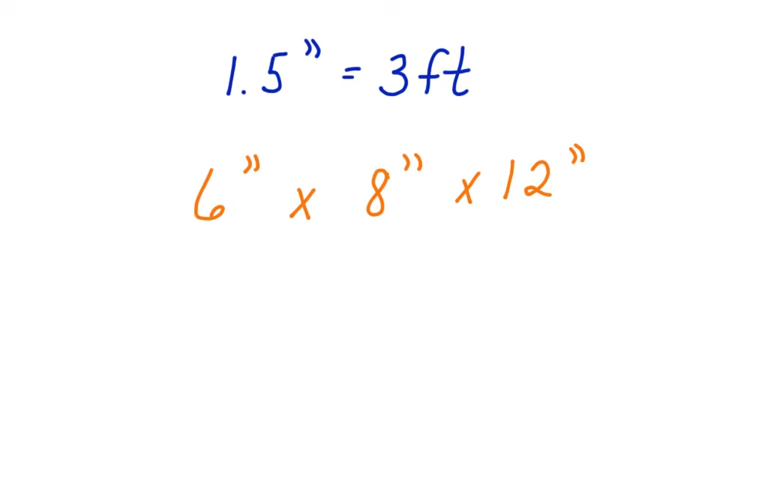 1.5" = 3ft
6" x 8" x 12"